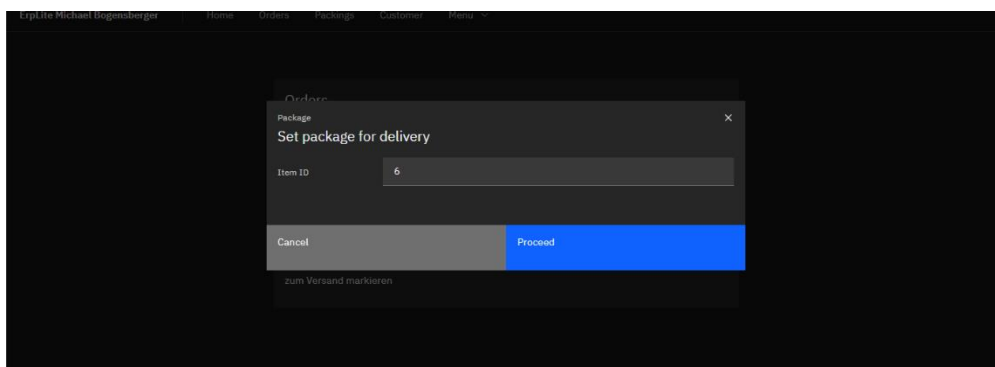 ErpLite Michael Bogensberger Home Orders Packings Customer Menu
Orders
Package
Set package for delivery
Item ID 6
Cancel Proceed
zum Versand markieren